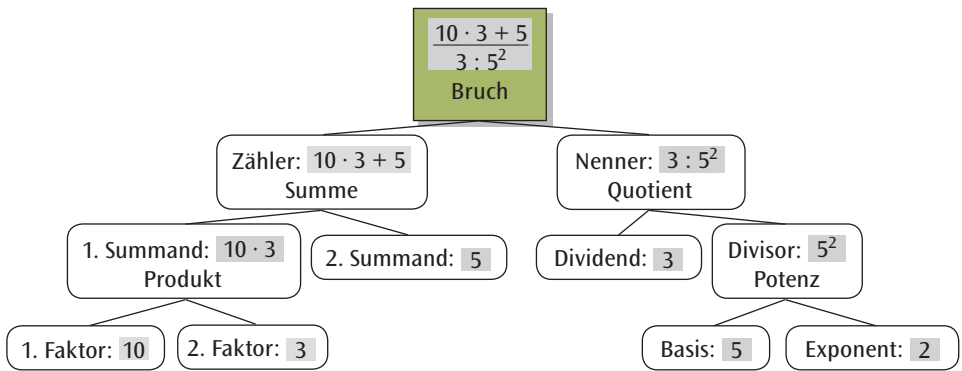 10 · 3 + 5
3 : 5²
Bruch
Zähler: 10 · 3 + 5
Summe
Nenner: 3 : 5²
Quotient
1. Summand: 10 · 3
Produkt
2. Summand: 5
Dividend: 3
Divisor: 5²
Potenz
1. Faktor: 10
2. Faktor: 3
Basis: 5
Exponent: 2